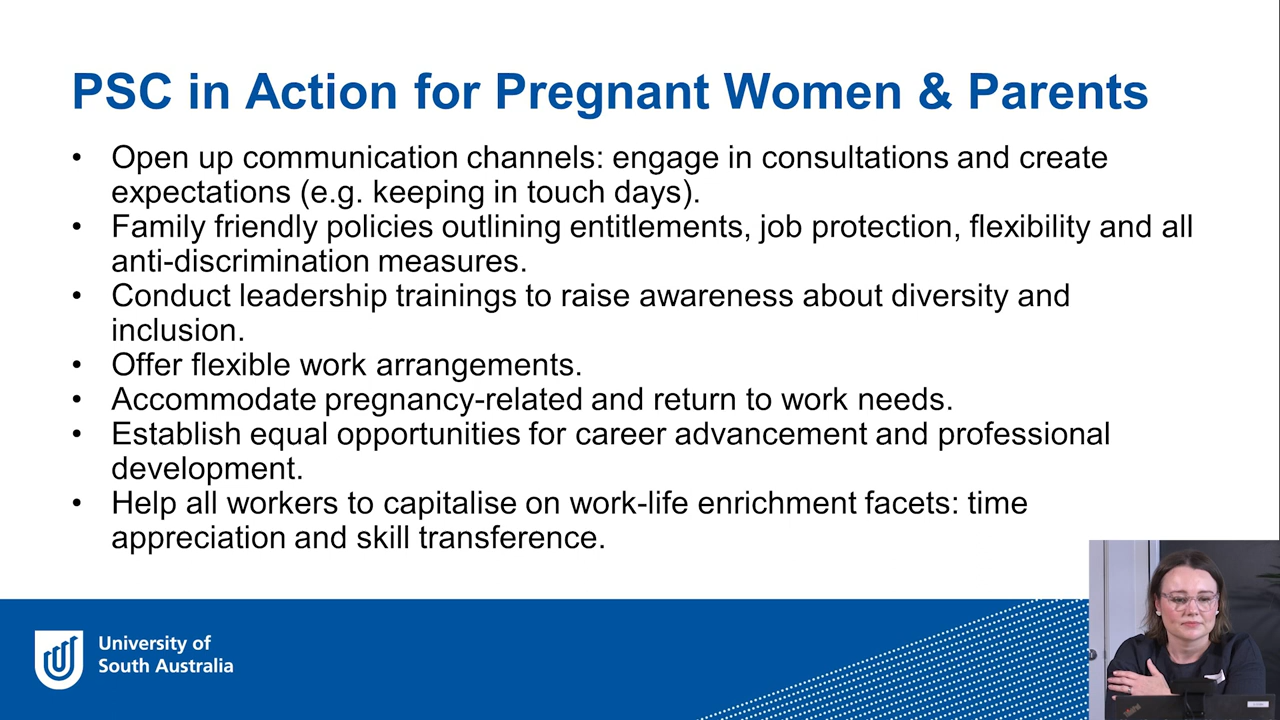 PSC in Action for Pregnant Women & Parents
• Open up communication channels: engage in consultations and create
expectations (e.g. keeping in touch days).
• Family friendly policies outlining entitlements, job protection, flexibility and all
anti-discrimination measures.
• Conduct leadership trainings to raise awareness about diversity and
inclusion.
• Offer flexible work arrangements.
• Accommodate pregnancy-related and return to work needs.
• Establish equal opportunities for career advancement and professional
development.
• Help all workers to capitalise on work-life enrichment facets: time
appreciation and skill transference.
University of
South Australia